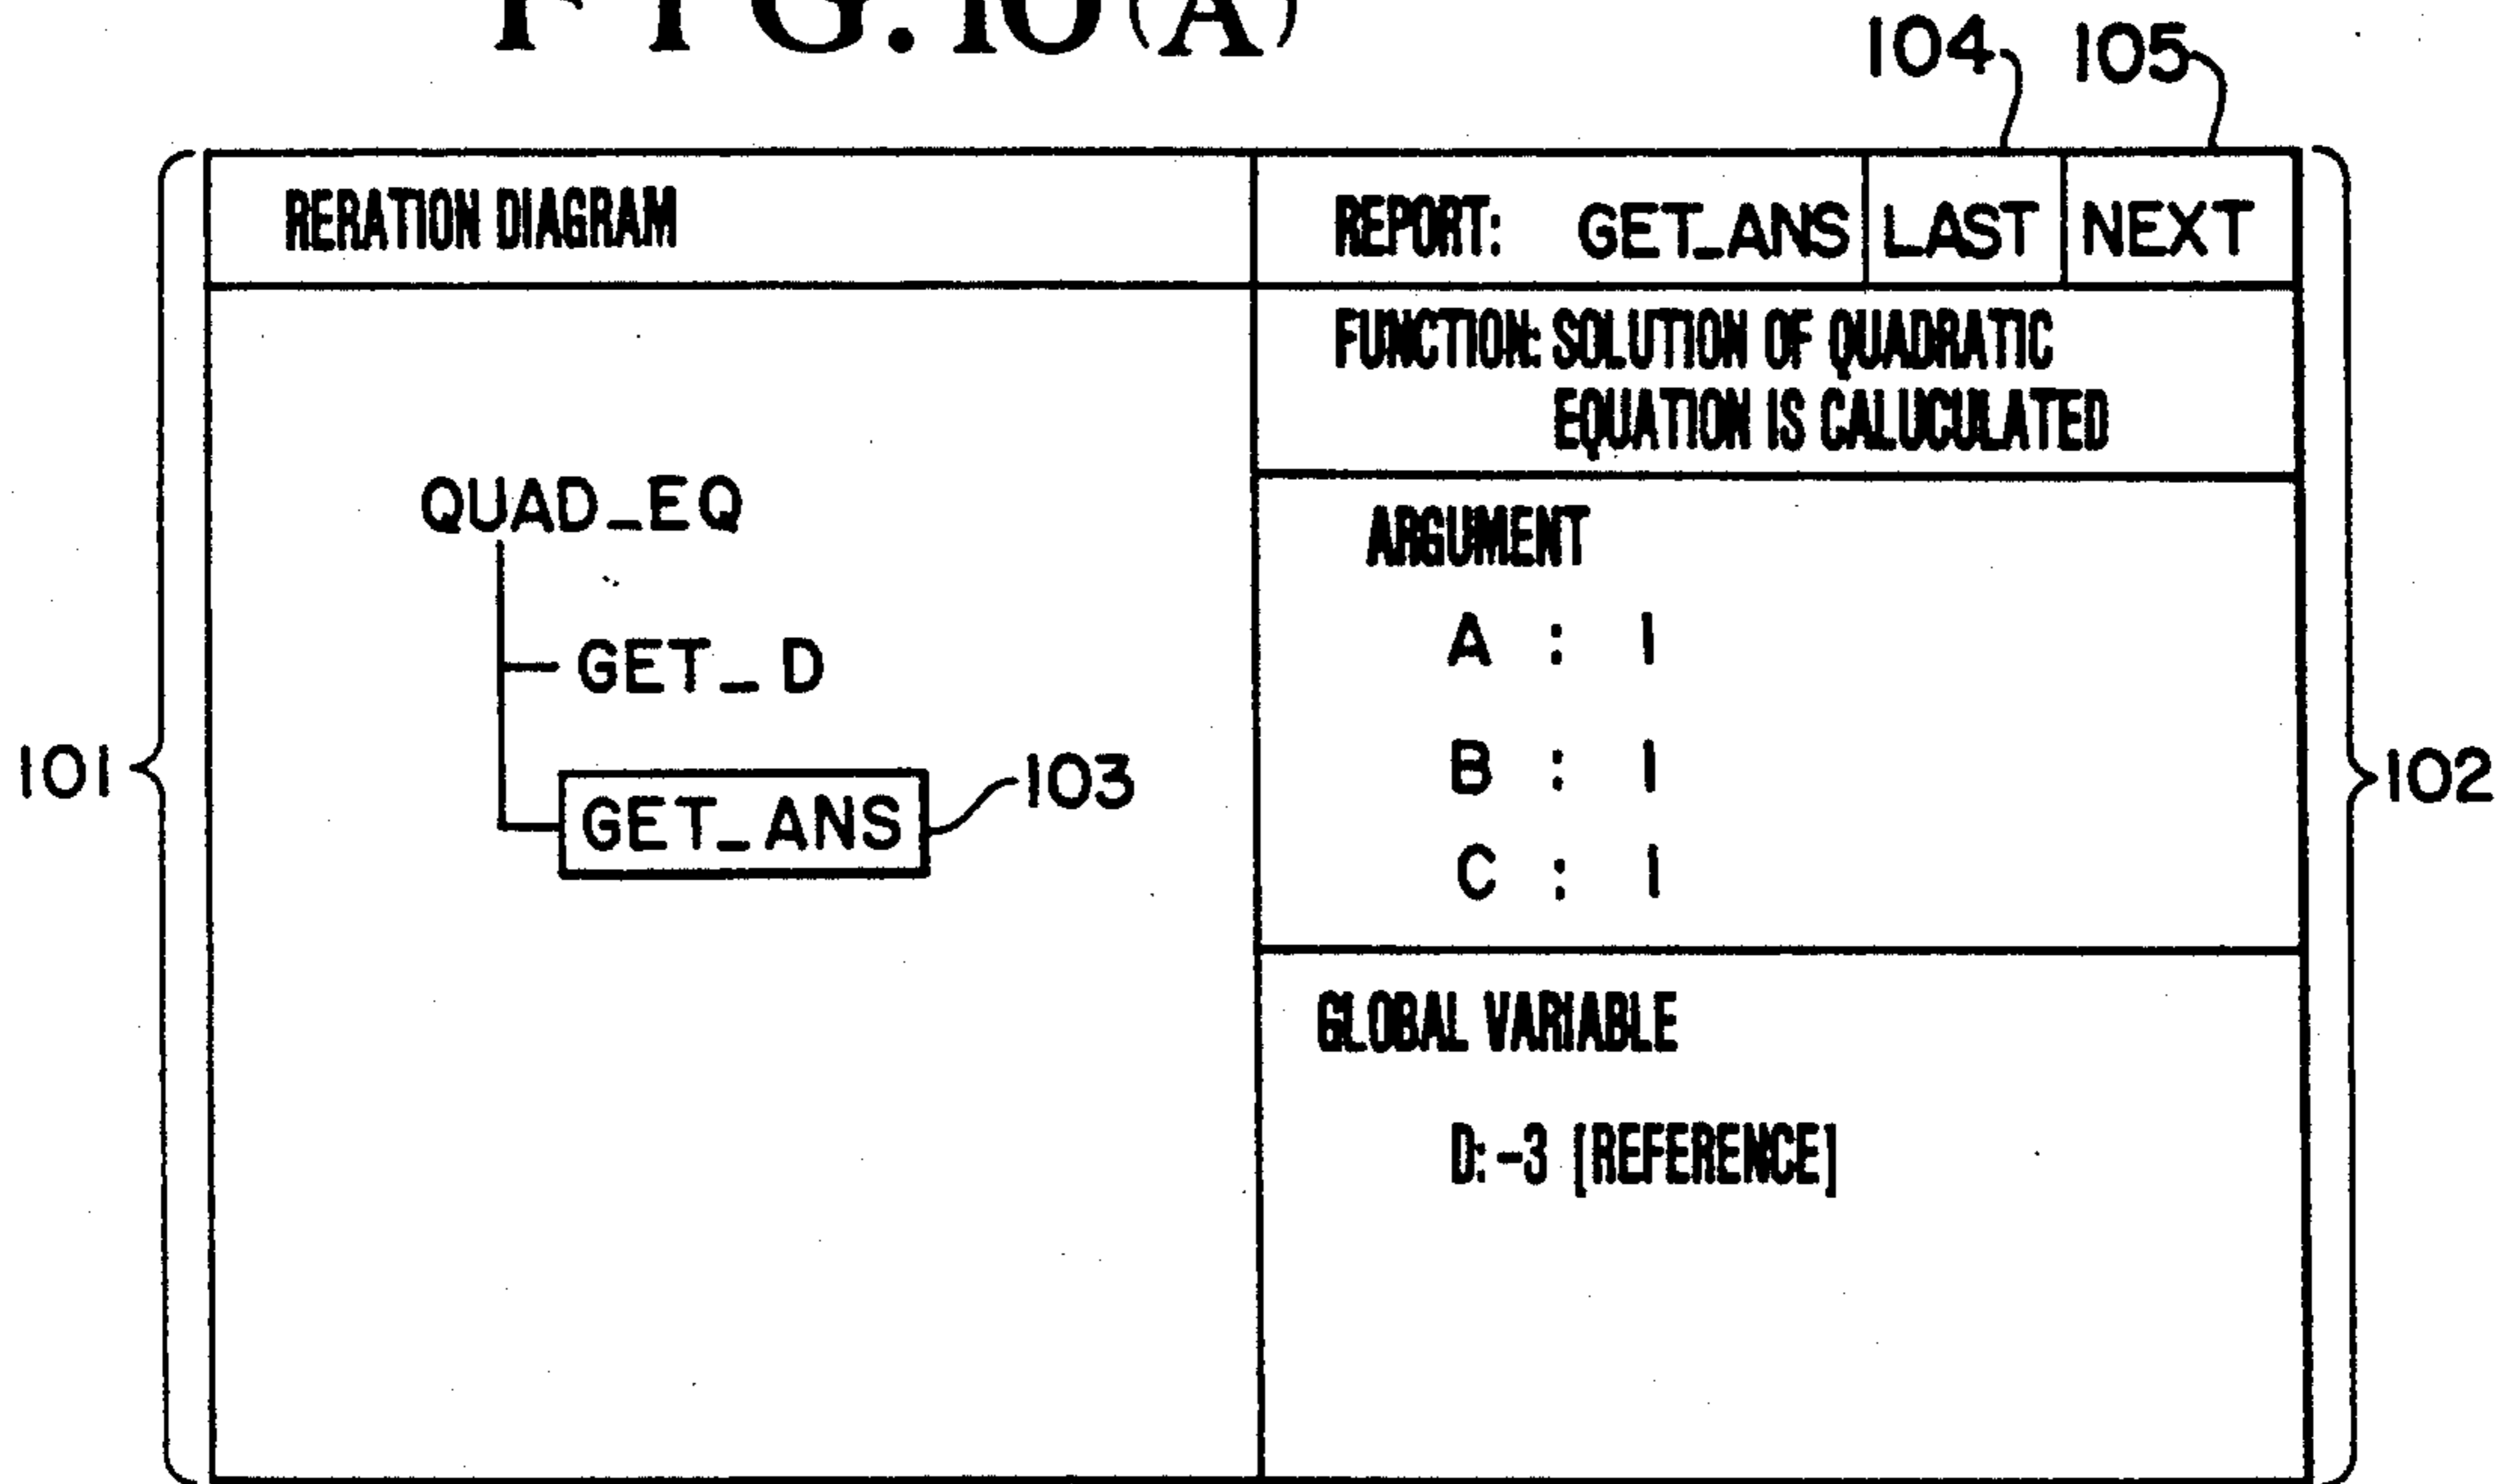 FIG.10(A)
104 105
RERATION DIAGRAM
REPORT: GET_ANS LAST NEXT
FUNCTION: SOLUTION OF QUADRATIC
EQUATION IS CALUCULATED
QUAD_EQ
GET_D
GET_ANS
103
101
ARGUMENT
A : 1
B : 1
C : 1
102
GLOBAL VARIABLE
D:-3 [REFERENCE]